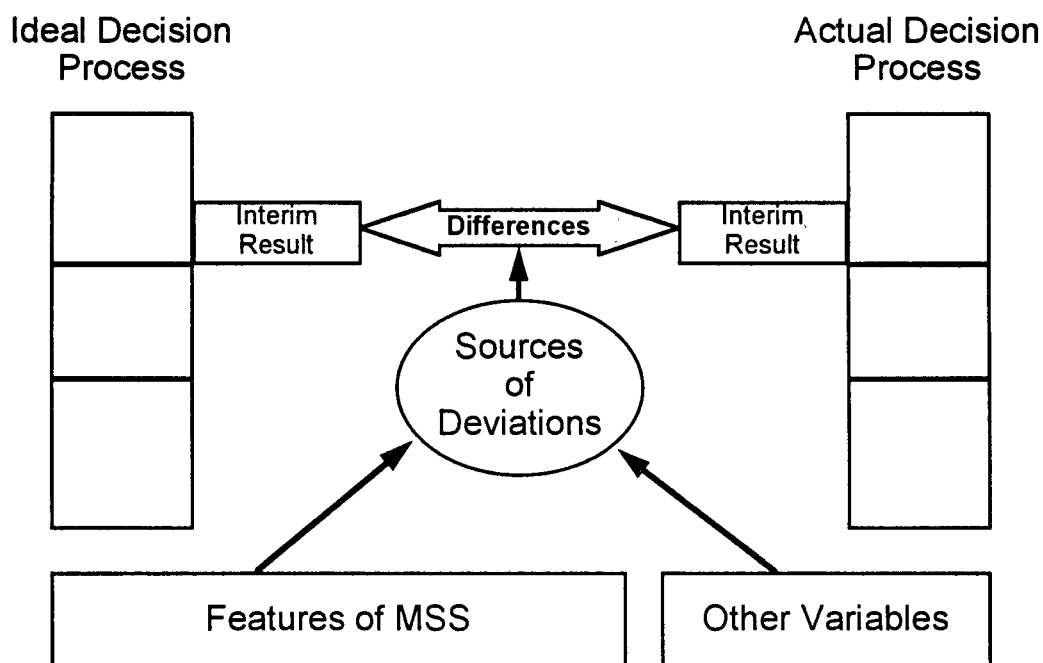 Ideal Decision
Process
Actual Decision
Process
Interim
Result
Differences
Interim
Result
Sources
of
Deviations
Features of MSS
Other Variables